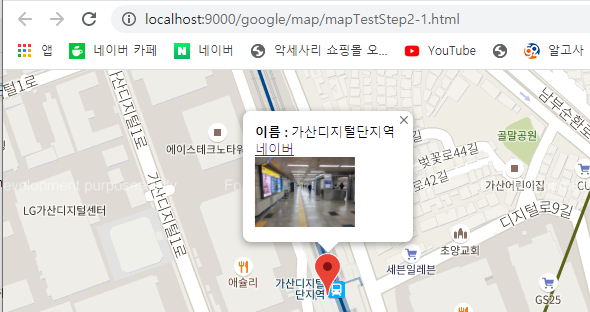 localhost:9000/google/map/mapTestStep2-1.html
앱
네이버 카페
네이버
악세사리 쇼핑몰 오...
YouTube
알고사
털1로
가산디지털1로
남부순환로
이름 : 가산디지털단지역
네이버
골말공원
에이스테크노타워
벚꽃로44길
로42길
가산어린이집
CU
development purposes only
For
가산디지털1로
LG가산디지털센터
디지털로9길
초양교회
세븐일레븐
애슐리
가산디지털
단지역
GS25